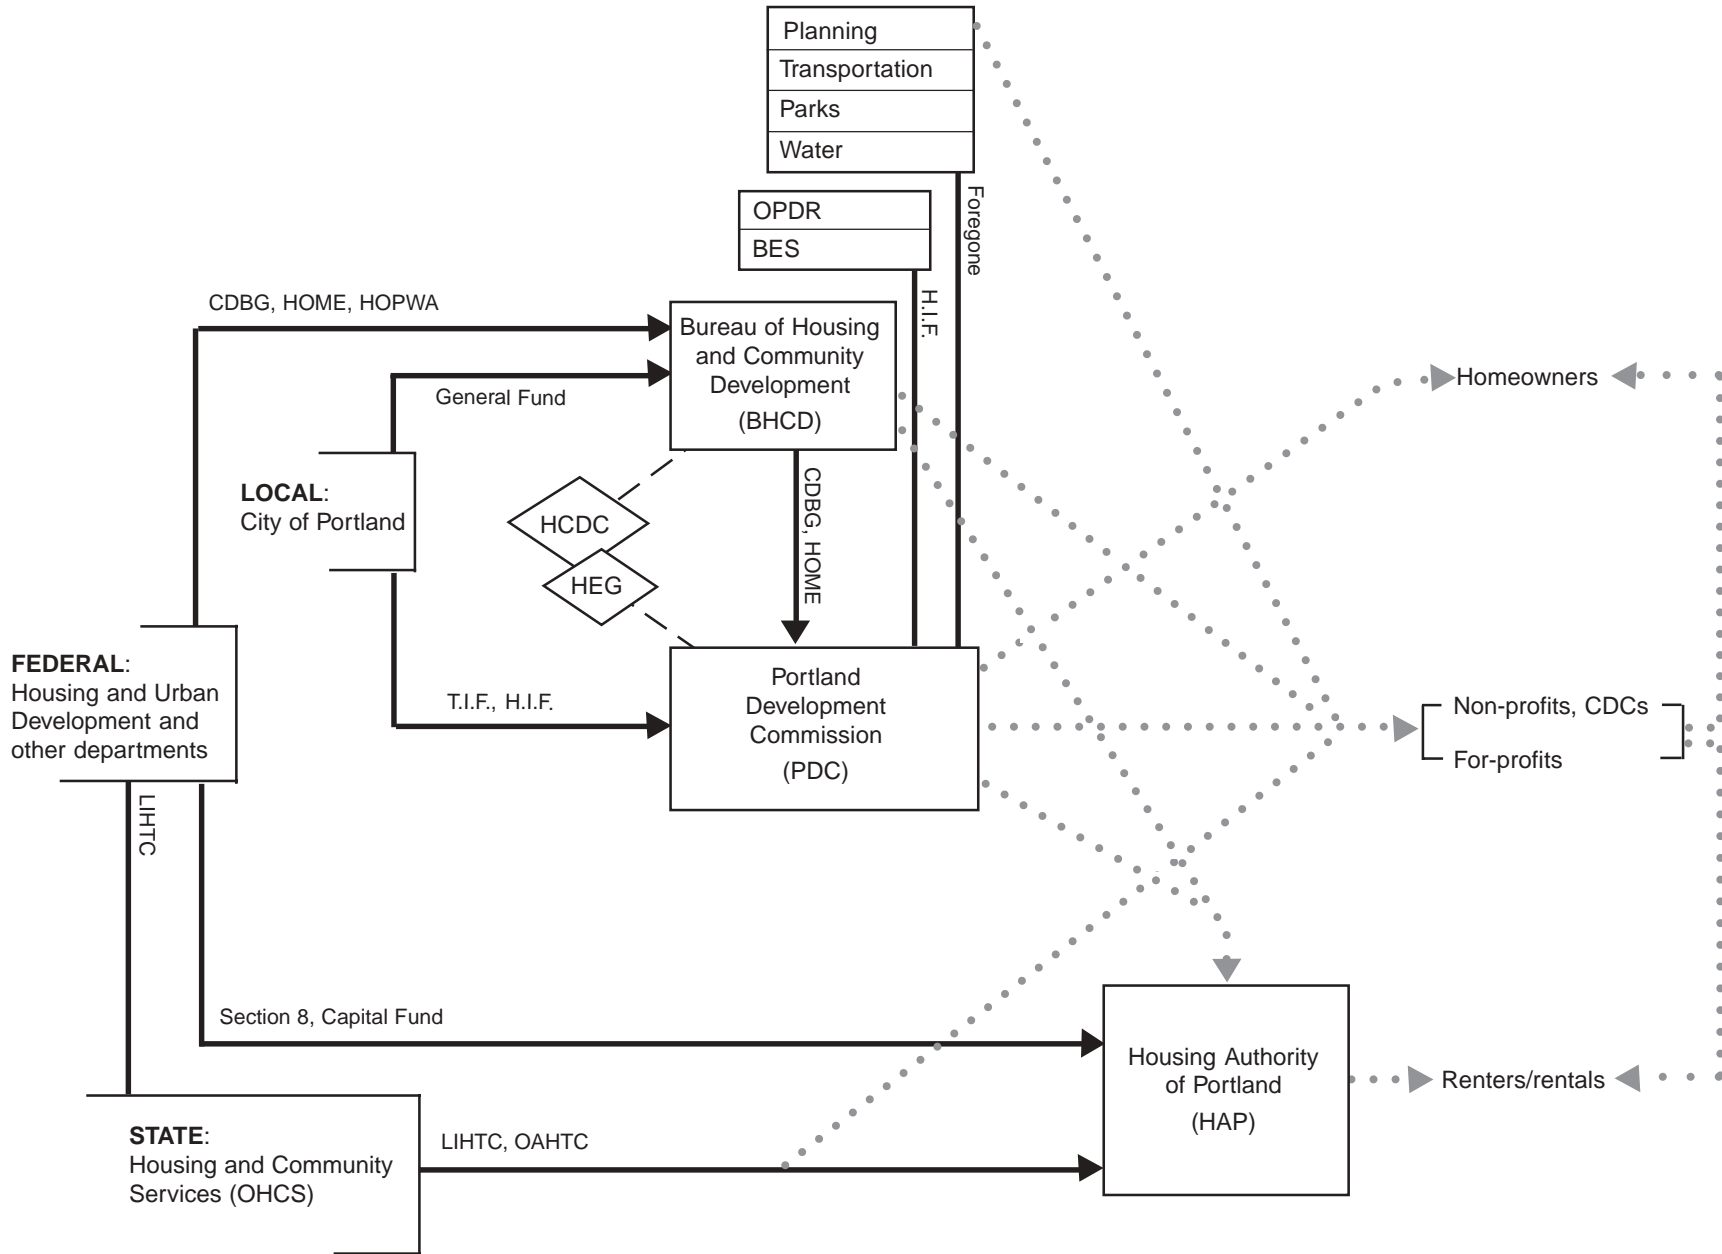 Planning
Transportation
Parks
Water
Foregone
OPDR
BES
H.I.F.
CDBG, HOME, HOPWA
Bureau of Housing
and Community
Development
(BHCD)
General Fund
Homeowners
LOCAL:
City of Portland
HCDC
HEG
CDBG, HOME
FEDERAL:
Housing and Urban
Development and
other departments
T.I.F., H.I.F.
Portland
Development
Commission
(PDC)
Non-profits, CDCs
For-profits
LIHTC
Section 8, Capital Fund
Housing Authority
of Portland
(HAP)
Renters/rentals
STATE:
Housing and Community
Services (OHCS)
LIHTC, OAHTC